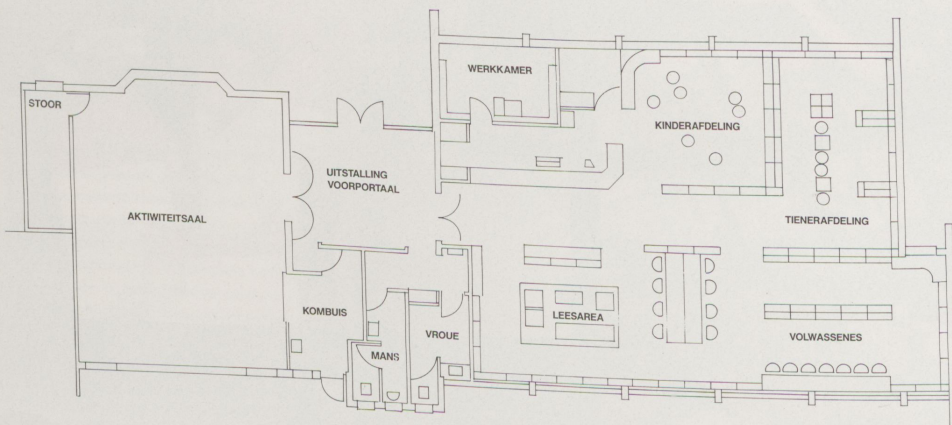 WERKKAMER
STOOR
KINDERAFDELING
UITSTALLING
VOORPORTAAL
AKTIWITEITSAAL
TIENERAFDELING
KOMBUIS
LEESAREA
VROUE
VOLWASSENES
MANS